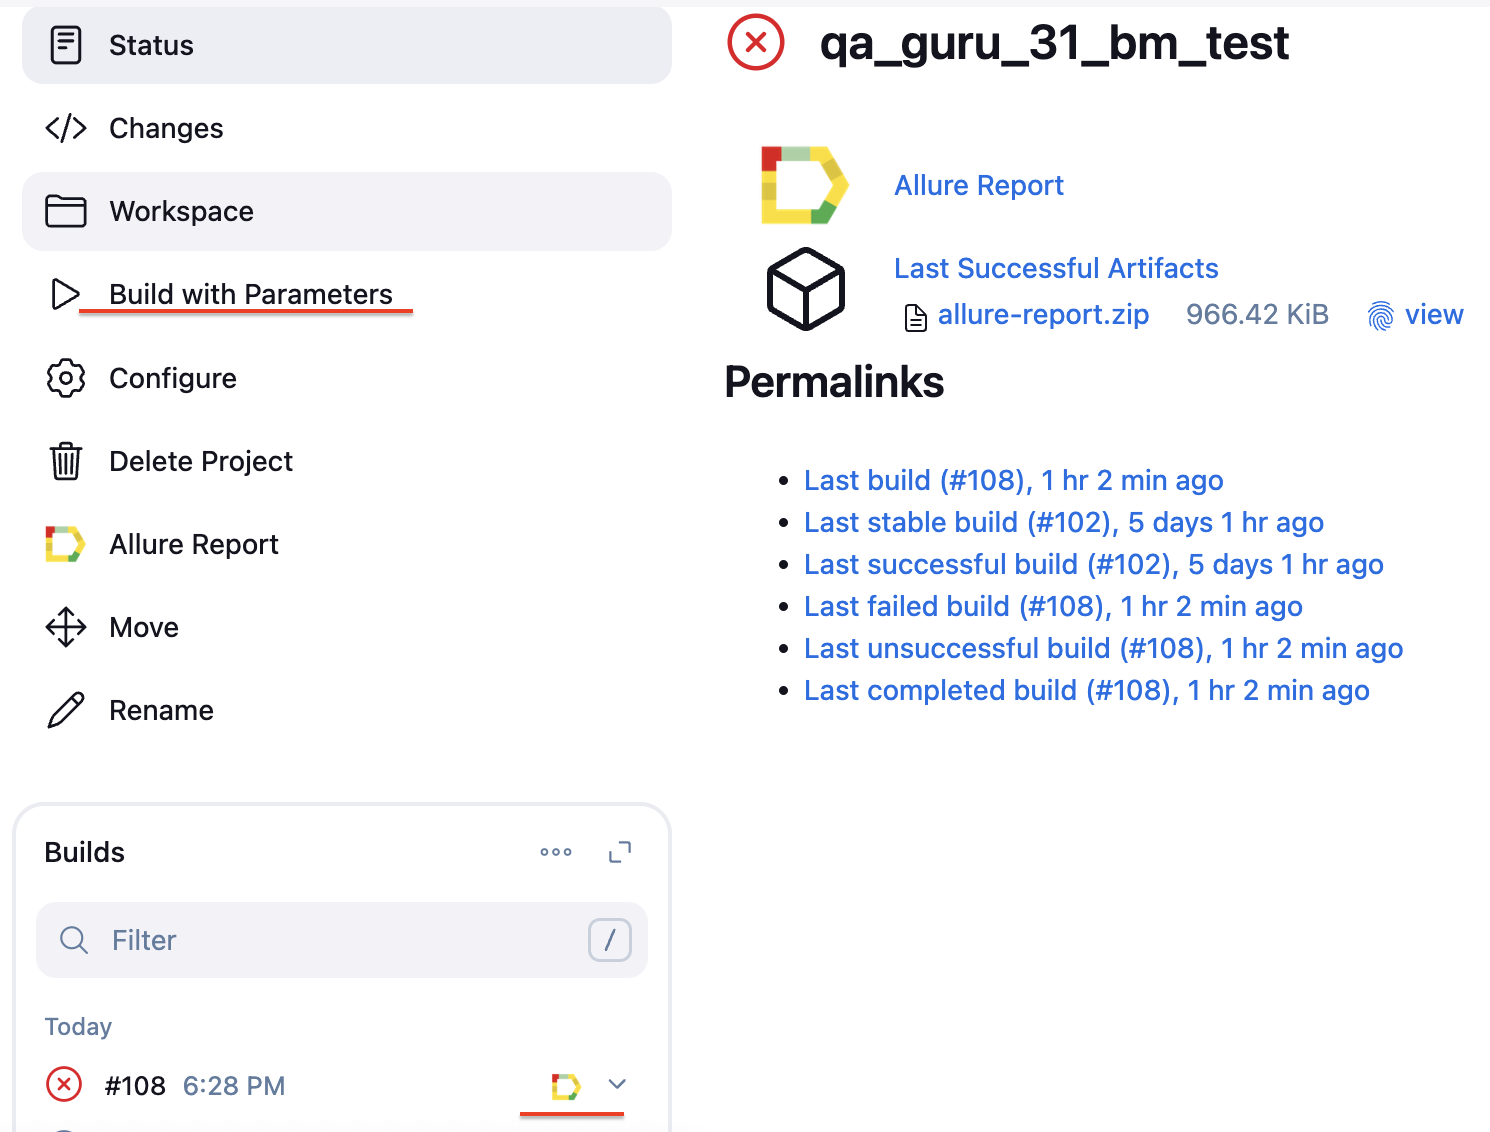 Status
Changes
Workspace
Build with Parameters
Configure
Delete Project
Allure Report
Move
Rename
Builds
Filter
/
Today
#108 6:28 PM
qa_guru_31_bm_test
Allure Report
Last Successful Artifacts
allure-report.zip 966.42 KiB view
Permalinks
Last build (#108), 1 hr 2 min ago
Last stable build (#102), 5 days 1 hr ago
Last successful build (#102), 5 days 1 hr ago
Last failed build (#108), 1 hr 2 min ago
Last unsuccessful build (#108), 1 hr 2 min ago
Last completed build (#108), 1 hr 2 min ago